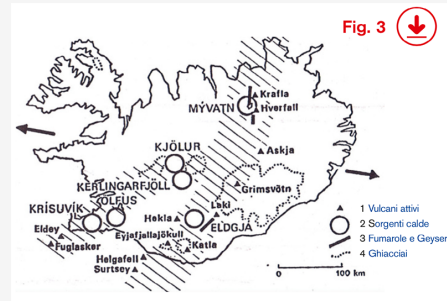 Fig. 3
Krafla
MÝVATN
Hverfall
KJÖLUR
Askja
KERLINGARFJÖLL
Grimsvötn
ÖLFUS
KRÍSUVÍK
Laki
Hekla
Eldey
ELDGJÁ
Eyjafjallajökull
Katla
Fuglasker
Helgafell
Surtsey
1 Vulcani attivi
2 Sorgenti calde
3 Fumarole e Geyser
4 Ghiacciai
0 100 km